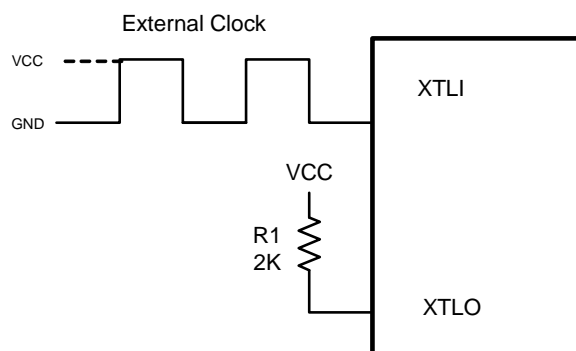 External Clock
VCC
GND
XTLI
VCC
R1
2K
XTLO